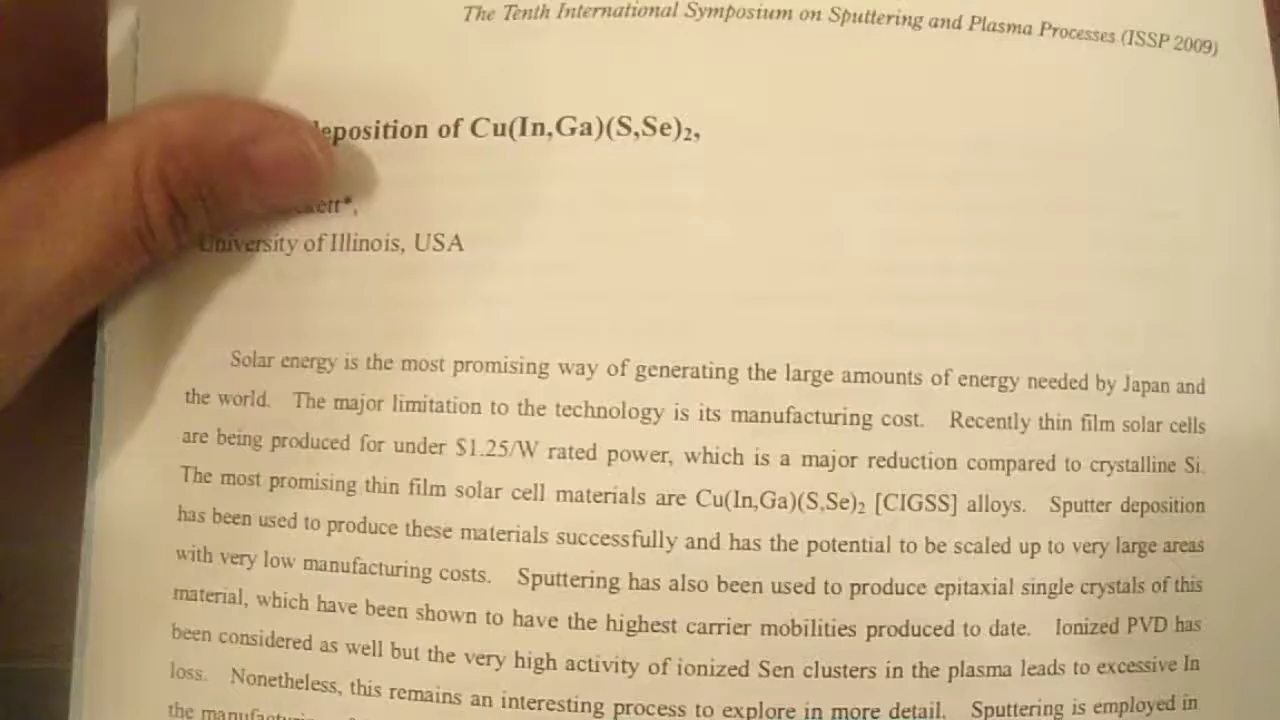 The Tenth International Symposium on Sputtering and Plasma Processes (ISSP 2009)
eposition of Cu(In,Ga)(S,Se)₂,
ett*,
University of Illinois, USA
Solar energy is the most promising way of generating the large amounts of energy needed by Japan and
the world. The major limitation to the technology is its manufacturing cost. Recently thin film solar cells
are being produced for under $1.25/W rated power, which is a major reduction compared to crystalline Si.
The most promising thin film solar cell materials are Cu(In,Ga)(S,Se)₂ [CIGSS] alloys. Sputter deposition
has been used to produce these materials successfully and has the potential to be scaled up to very large areas
with very low manufacturing costs. Sputtering has also been used to produce epitaxial single crystals of this
material, which have been shown to have the highest carrier mobilities produced to date. Ionized PVD has
been considered as well but the very high activity of ionized Sen clusters in the plasma leads to excessive In
loss. Nonetheless, this remains an interesting process to explore in more detail. Sputtering is employed in
the